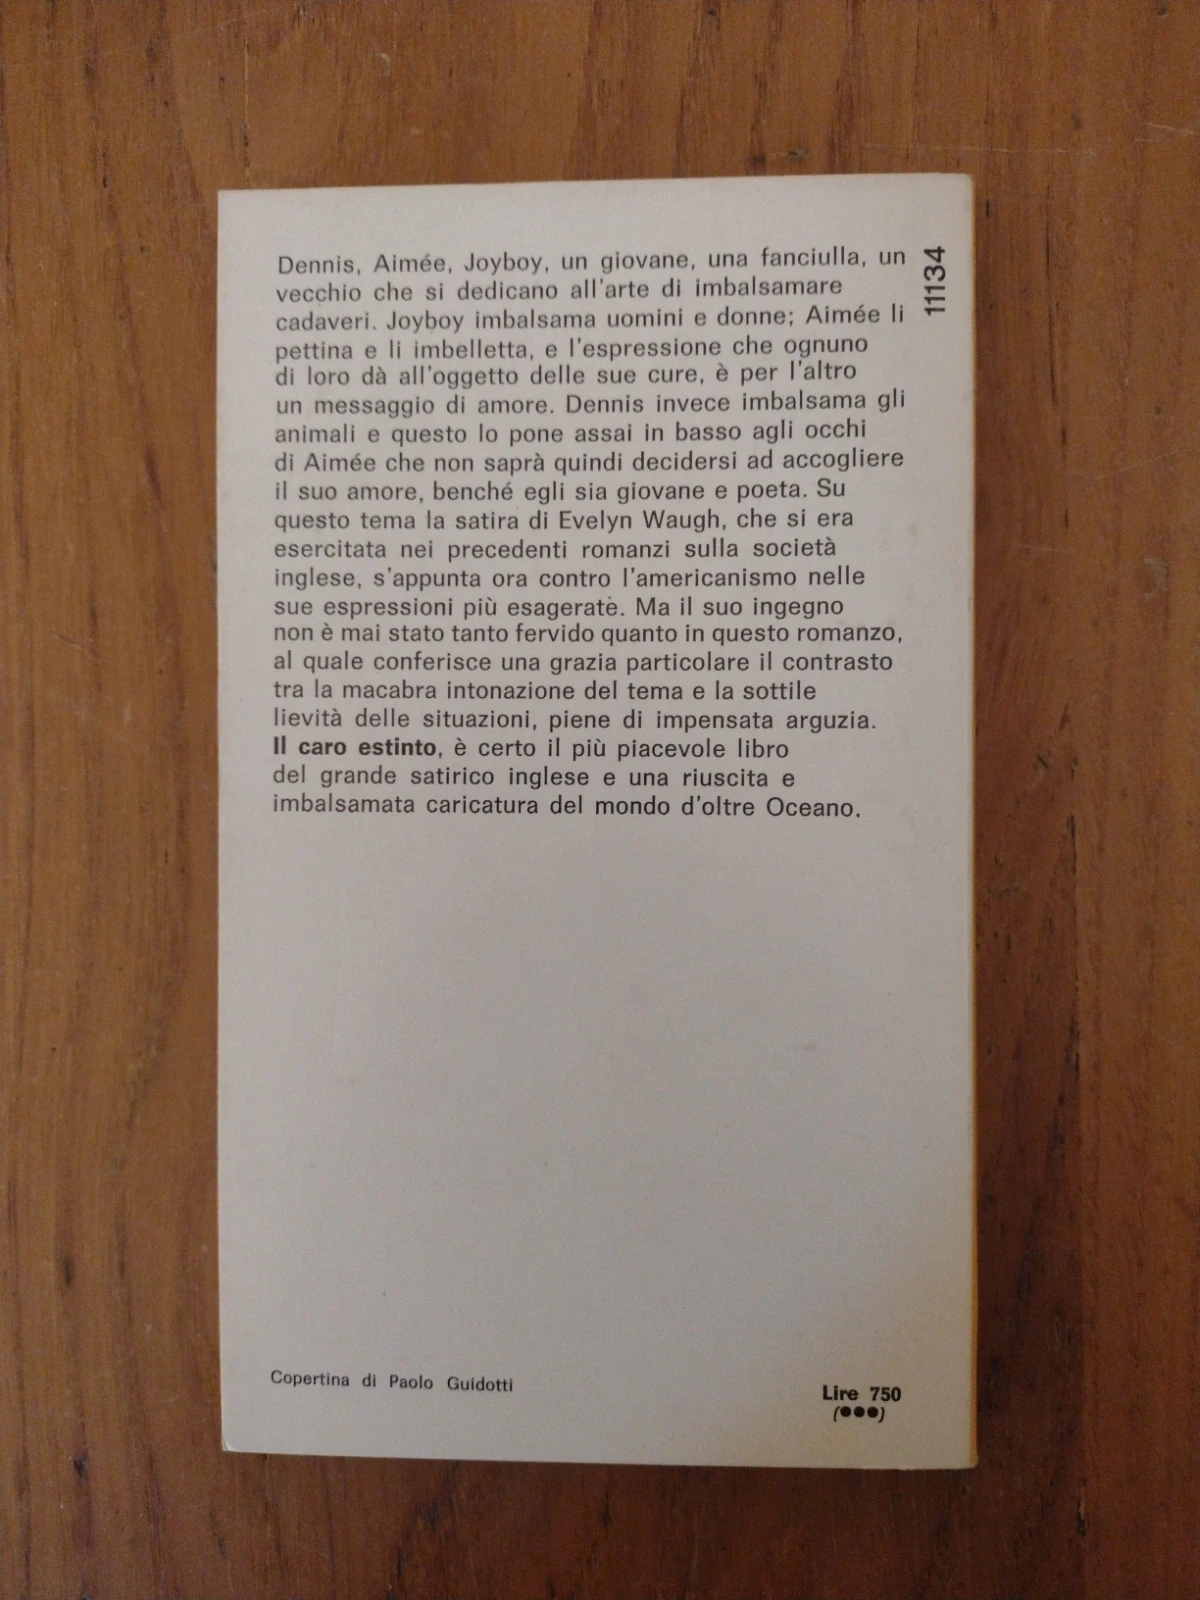 Dennis, Aimée, Joyboy, un giovane, una fanciulla, un
vecchio che si dedicano all'arte di imbalsamare
cadaveri. Joyboy imbalsama uomini e donne; Aimée li
pettina e li imbelletta, e l'espressione che ognuno
di loro dà all'oggetto delle sue cure, è per l'altro
un messaggio di amore. Dennis invece imbalsama gli
animali e questo lo pone assai in basso agli occhi
di Aimée che non saprà quindi decidersi ad accogliere
il suo amore, benché egli sia giovane e poeta. Su
questo tema la satira di Evelyn Waugh, che si era
esercitata nei precedenti romanzi sulla società
inglese, s'appunta ora contro l'americanismo nelle
sue espressioni più esagerate. Ma il suo ingegno
non è mai stato tanto fervido quanto in questo romanzo,
al quale conferisce una grazia particolare il contrasto
tra la macabra intonazione del tema e la sottile
lievità delle situazioni, piene di impensata arguzia.
Il caro estinto, è certo il più piacevole libro
del grande satirico inglese e una riuscita e
imbalsamata caricatura del mondo d'oltre Oceano.
11134
Copertina di Paolo Guidotti
Lire 750
(●●●)